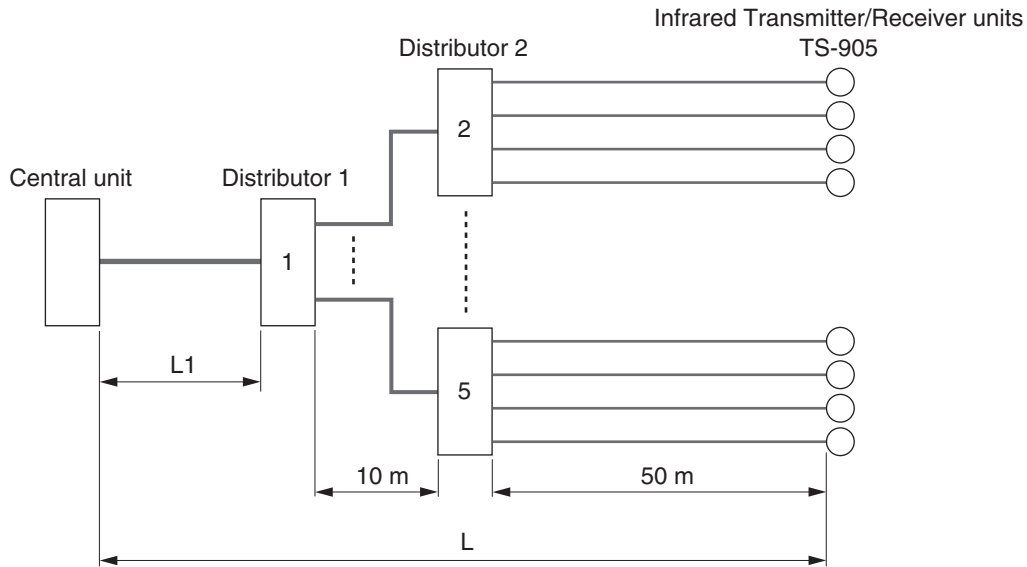 Infrared Transmitter/Receiver units
Distributor 2
TS-905
2
Central unit
Distributor 1
1
L1
5
10 m
50 m
L